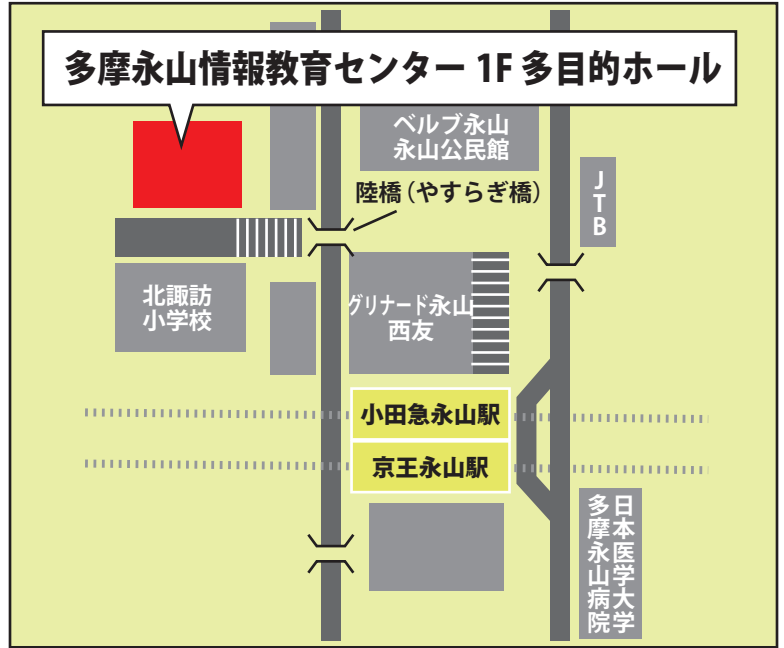 多摩永山情報教育センター 1F 多目的ホール
ベルブ永山
永山公民館
JTB
陸橋（やすらぎ橋）
北諏訪
小学校
グリナード永山
西友
小田急永山駅
京王永山駅
日本医学大学
多摩永山病院